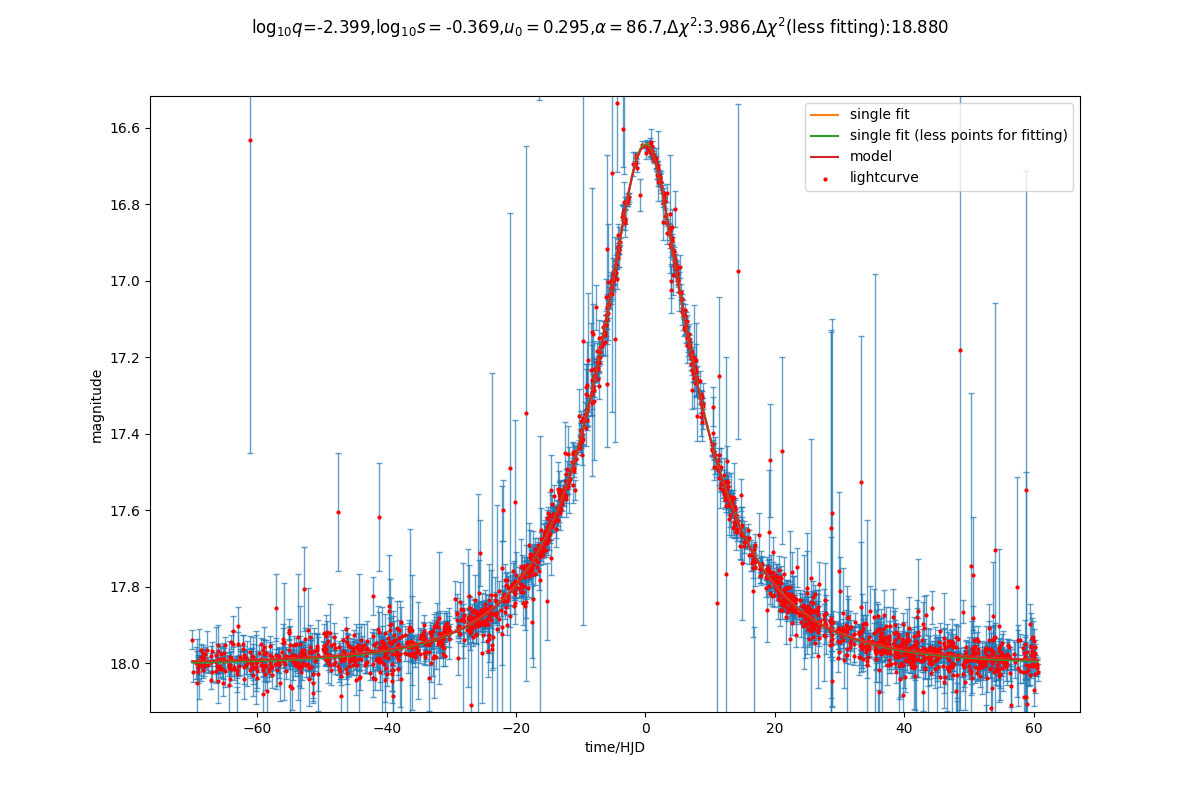 log₁₀q=-2.399,log₁₀s = -0.369,u₀ = 0.295,α = 86.7,Δχ²:3.986,Δχ²(less fitting):18.880
single fit
single fit (less points for fitting)
model
lightcurve
16.6
16.8
17.0
17.2
17.4
17.6
17.8
18.0
magnitude
−60
−40
−20
0
20
40
60
time/HJD